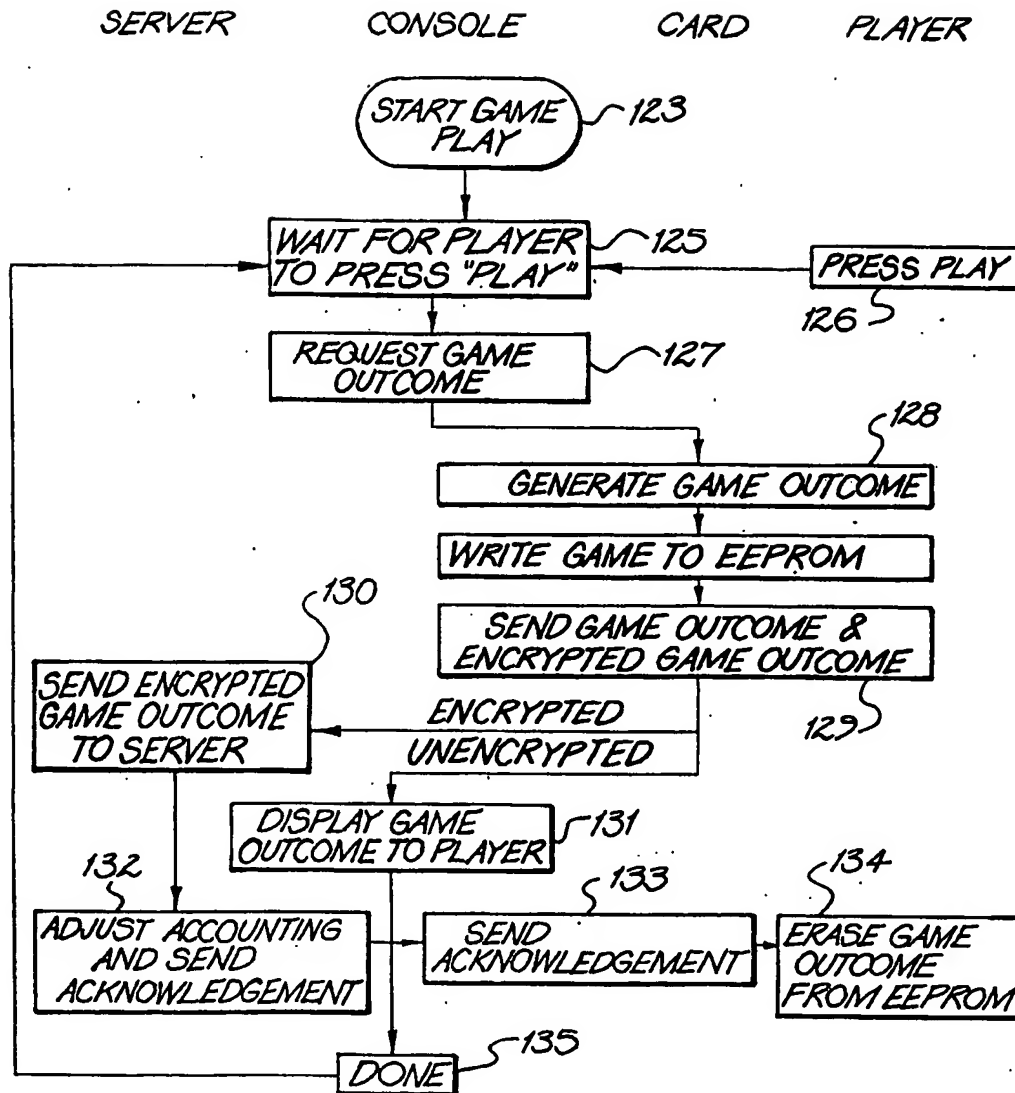 SERVER CONSOLE CARD PLAYER
START GAME
PLAY
123
WAIT FOR PLAYER
TO PRESS "PLAY"
125
PRESS PLAY
126
REQUEST GAME
OUTCOME
127
128
GENERATE GAME OUTCOME
WRITE GAME TO EEPROM
SEND GAME OUTCOME &
ENCRYPTED GAME OUTCOME
129
130
SEND ENCRYPTED
GAME OUTCOME
TO SERVER
ENCRYPTED
UNENCRYPTED
DISPLAY GAME
OUTCOME TO PLAYER
131
132
ADJUST ACCOUNTING
AND SEND
ACKNOWLEDGEMENT
133
SEND
ACKNOWLEDGEMENT
134
ERASE GAME
OUTCOME
FROM EEPROM
135
DONE